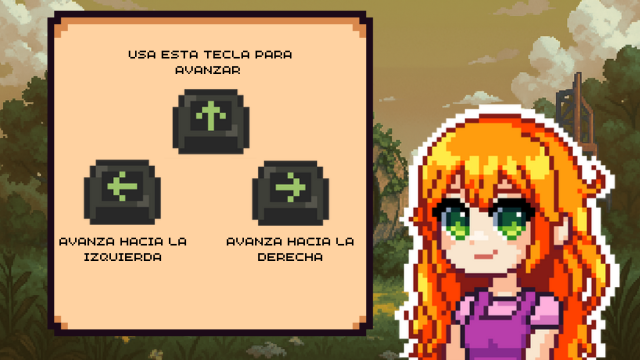 USA ESTA TECLA PARA
AVANZAR
AVANZA HACIA LA
IZQUIERDA
AVANZA HACIA LA
DERECHA